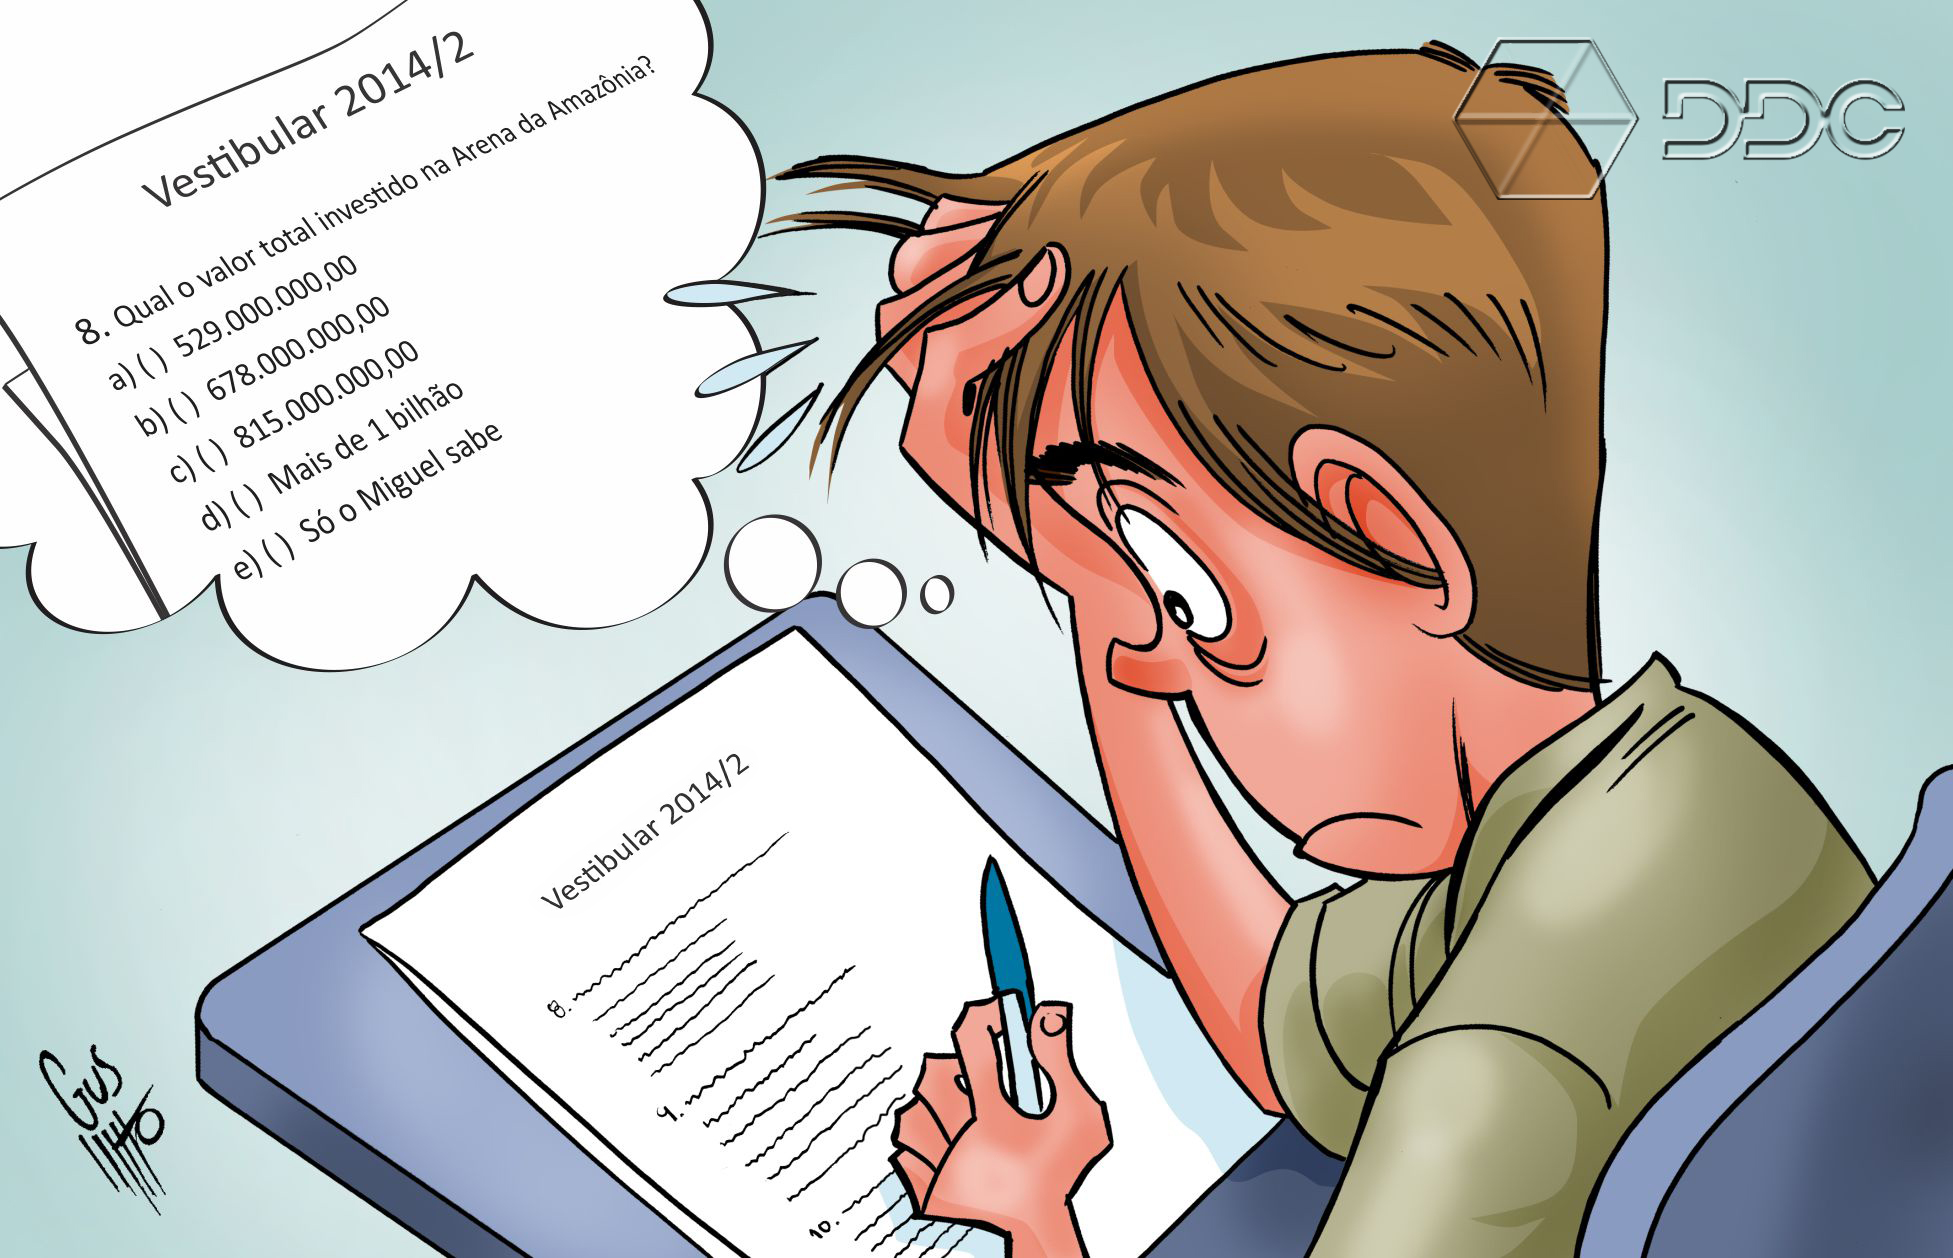 Vestibular 2014/2
8. Qual o valor total investido na Arena da Amazônia?
a) ( ) 529.000.000,00
b) ( ) 678.000.000,00
c) ( ) 815.000.000,00
d) ( ) Mais de 1 bilhão
e) ( ) Só o Miguel sabe
DDC
Vestibular 2014/2
8.
9.
10.
Gus